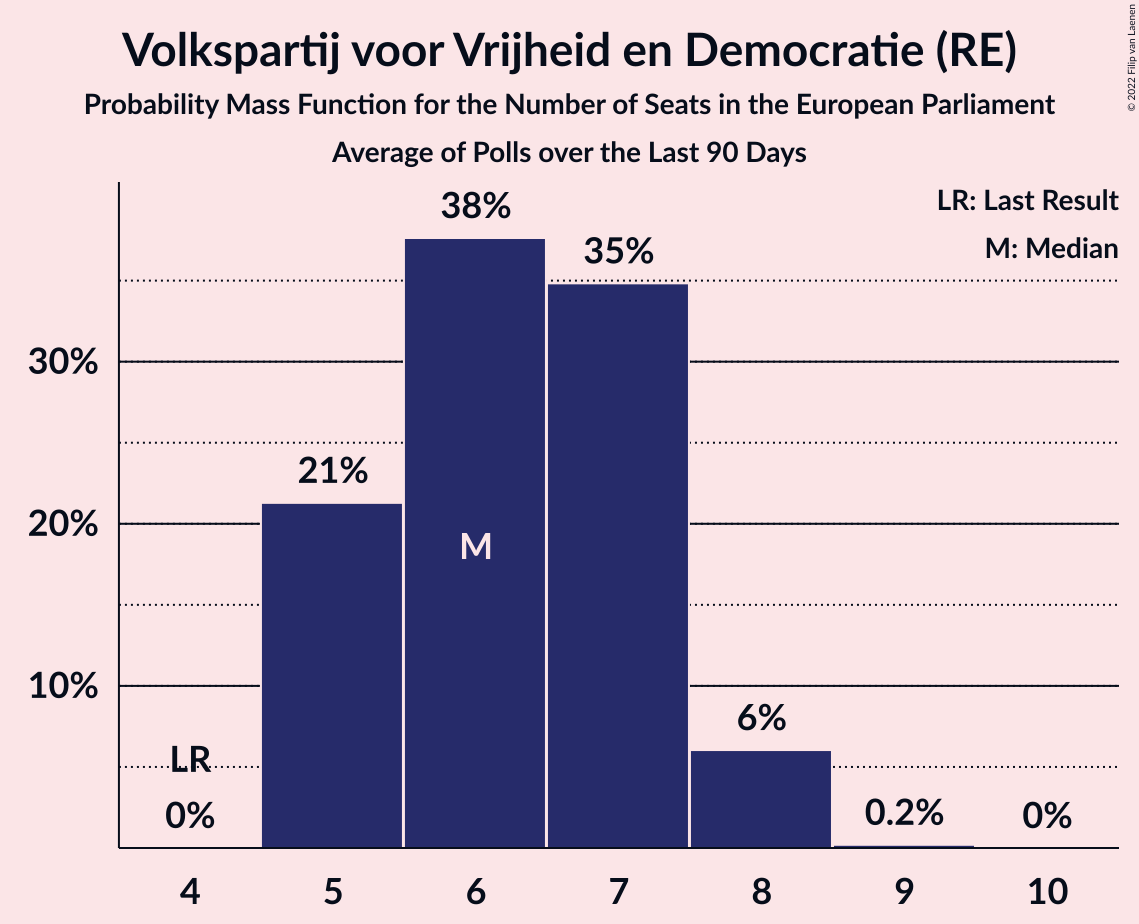 Volkspartij voor Vrijheid en Democratie (RE)
Probability Mass Function for the Number of Seats in the European Parliament
Average of Polls over the Last 90 Days
© 2022 Filip van Laenen
LR: Last Result
M: Median
38%
35%
30%
21%
20%
M
10%
6%
LR
0%
0.2%
0%
4 5 6 7 8 9 10